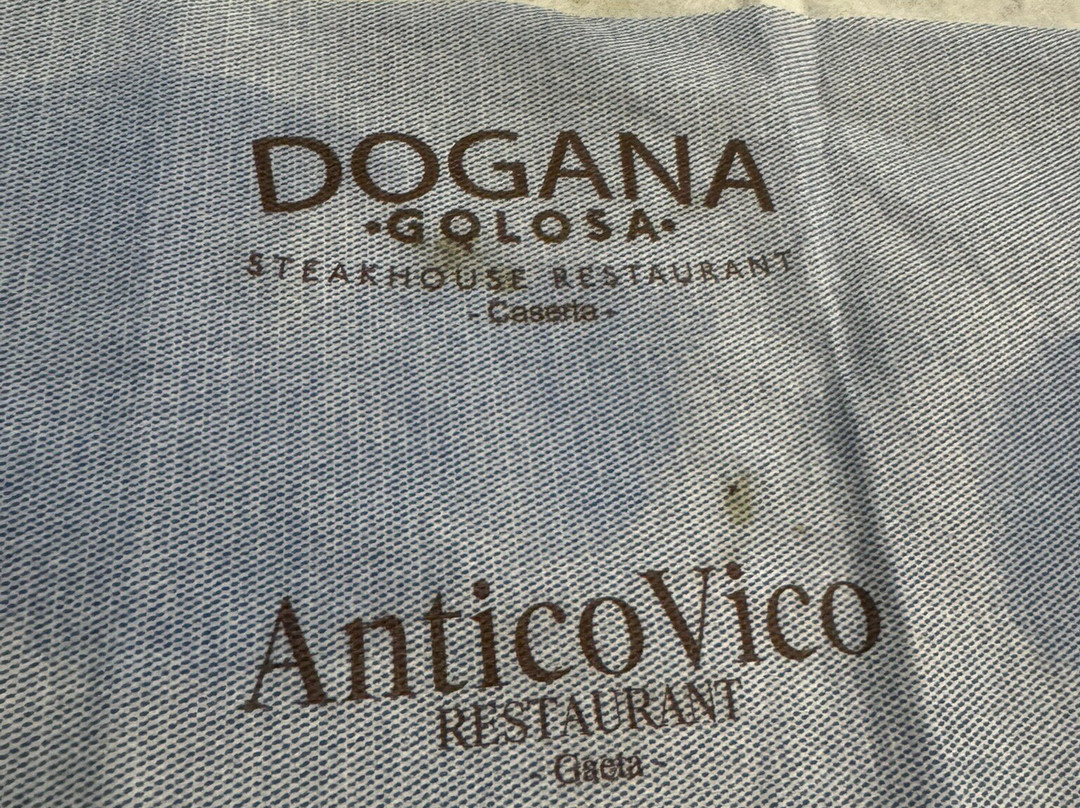 DOGANA
•GOLOSA•
STEAKHOUSE RESTAURANT
- Caserta -
AnticoVico
RESTAURANT
- Gaeta -